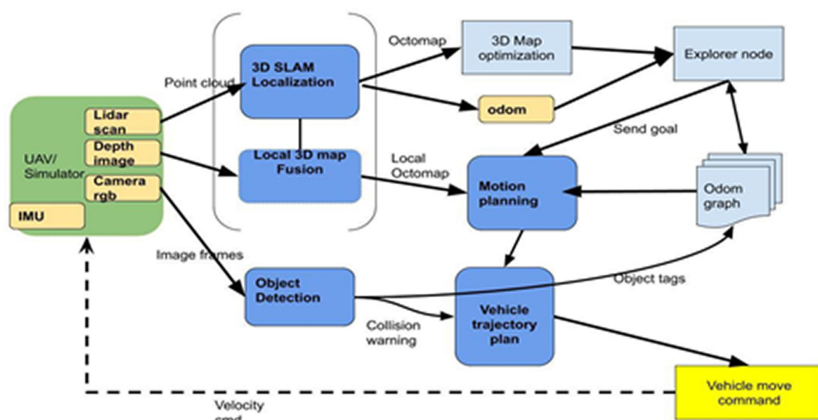 Octomap
3D Map
optimization
Explorer node
3D SLAM
Localization
Point cloud
odom
Send goal
Lidar
scan
UAV/
Simulator
Depth
image
Camera
rgb
IMU
Local 3D map
Fusion
Local
Octomap
Motion
planning
Odom
graph
Image frames
Object
Detection
Object tags
Collision
warning
Vehicle
trajectory
plan
Vehicle move
command
Velocity
cmd